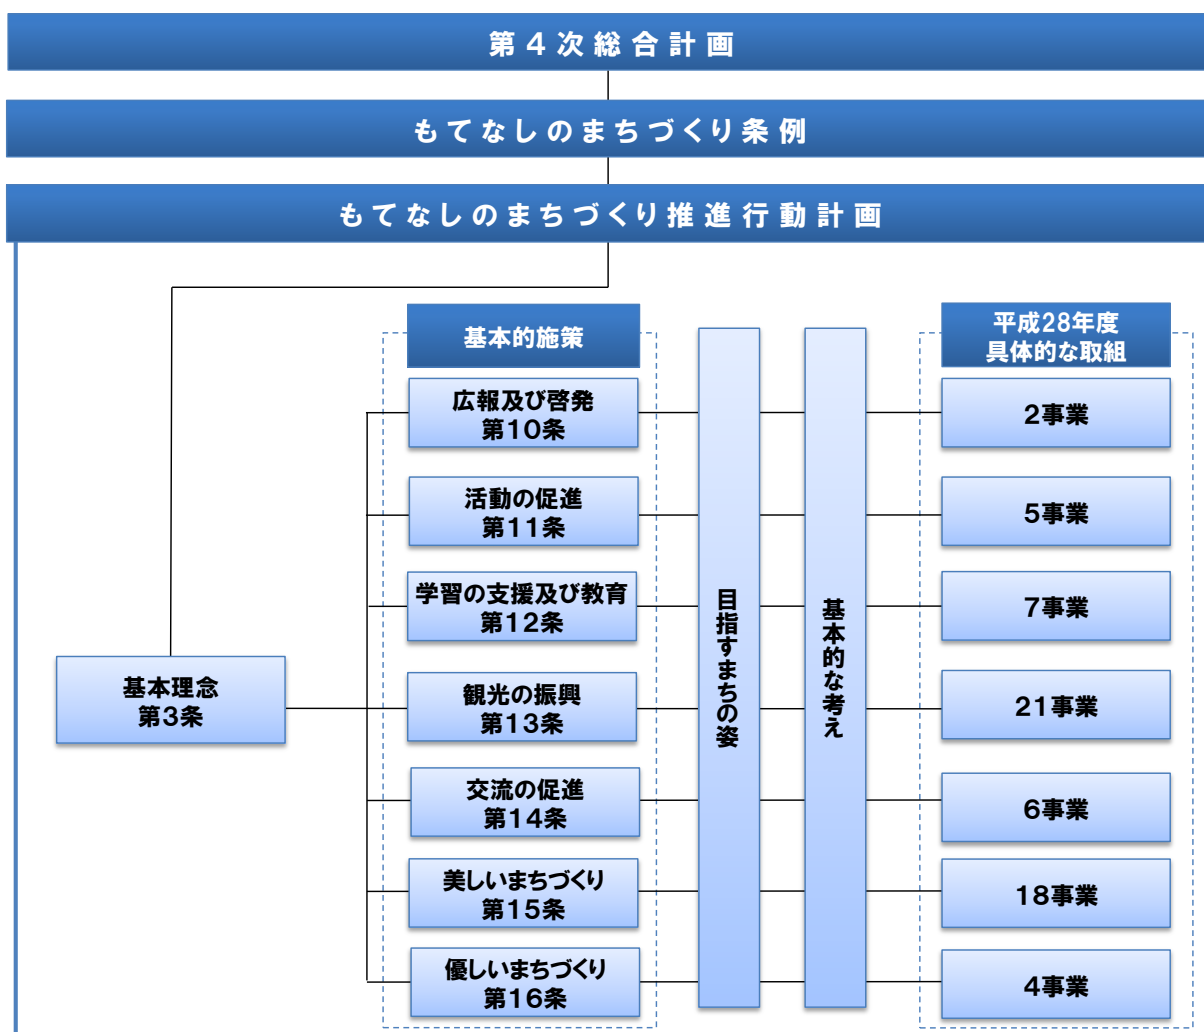 第4次総合計画
もてなしのまちづくり条例
もてなしのまちづくり推進行動計画
基本理念
第3条
基本的施策
広報及び啓発
第10条
活動の促進
第11条
学習の支援及び教育
第12条
観光の振興
第13条
交流の促進
第14条
美しいまちづくり
第15条
優しいまちづくり
第16条
目指すまちの姿
基本的な考え
平成28年度
具体的な取組
2事業
5事業
7事業
21事業
6事業
18事業
4事業